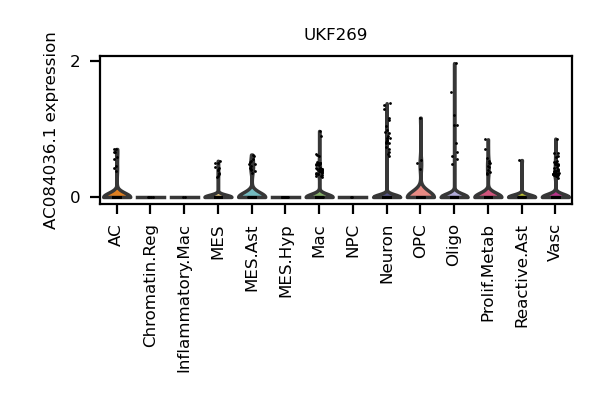 UKF269
AC084036.1 expression
2
0
AC
Chromatin.Reg
Inflammatory.Mac
MES
MES.Ast
MES.Hyp
Mac
NPC
Neuron
OPC
Oligo
Prolif.Metab
Reactive.Ast
Vasc